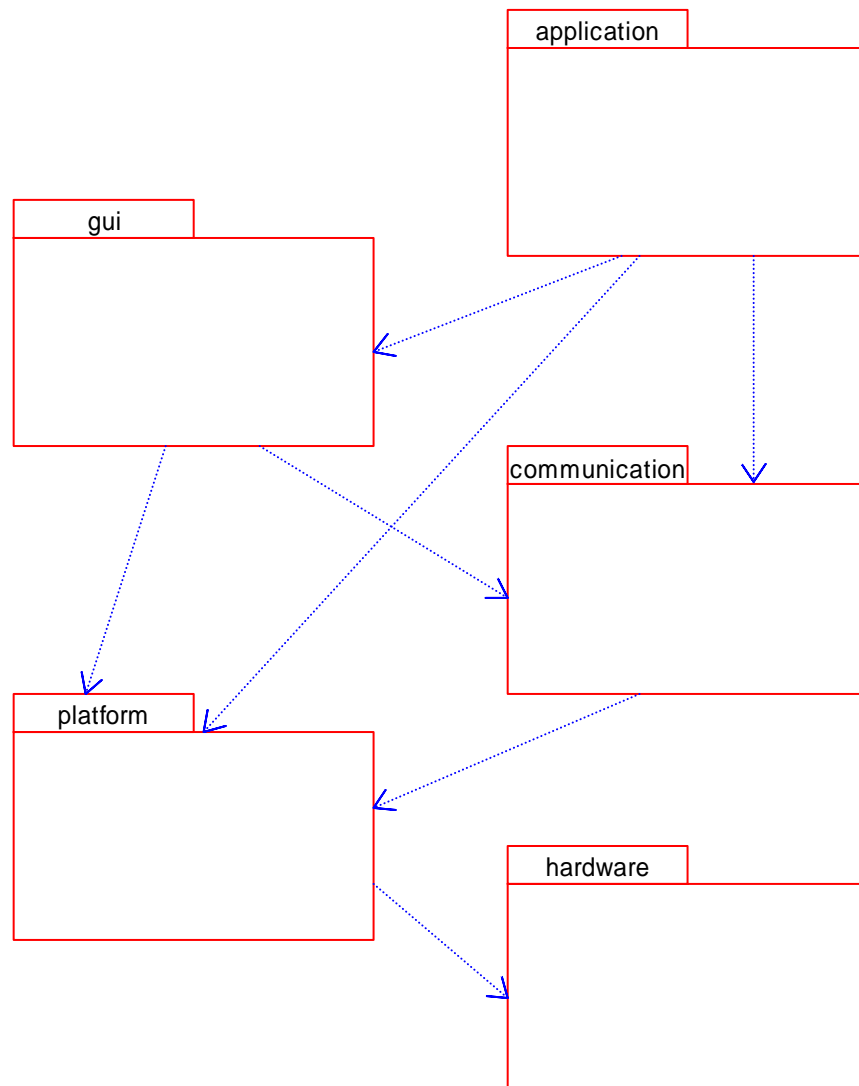 application
gui
communication
platform
hardware